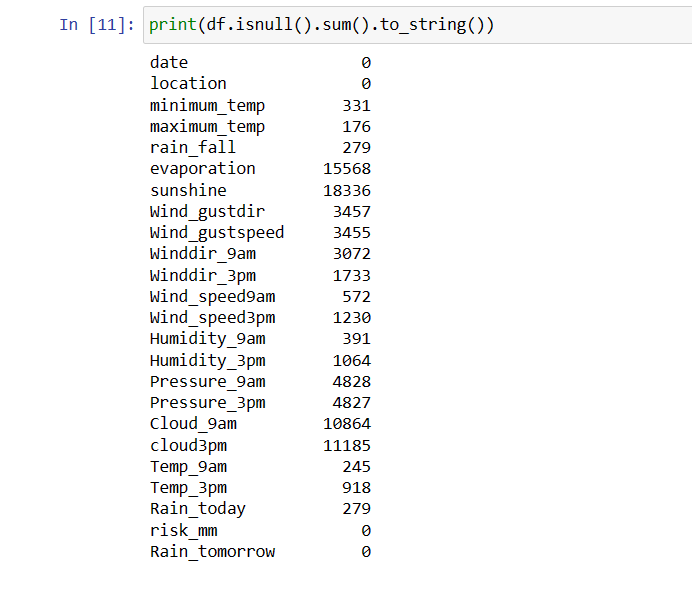 In [11]: print(df.isnull().sum().to_string())
date 0
location 0
minimum_temp 331
maximum_temp 176
rain_fall 279
evaporation 15568
sunshine 18336
Wind_gustdir 3457
Wind_gustspeed 3455
Winddir_9am 3072
Winddir_3pm 1733
Wind_speed9am 572
Wind_speed3pm 1230
Humidity_9am 391
Humidity_3pm 1064
Pressure_9am 4828
Pressure_3pm 4827
Cloud_9am 10864
cloud3pm 11185
Temp_9am 245
Temp_3pm 918
Rain_today 279
risk_mm 0
Rain_tomorrow 0